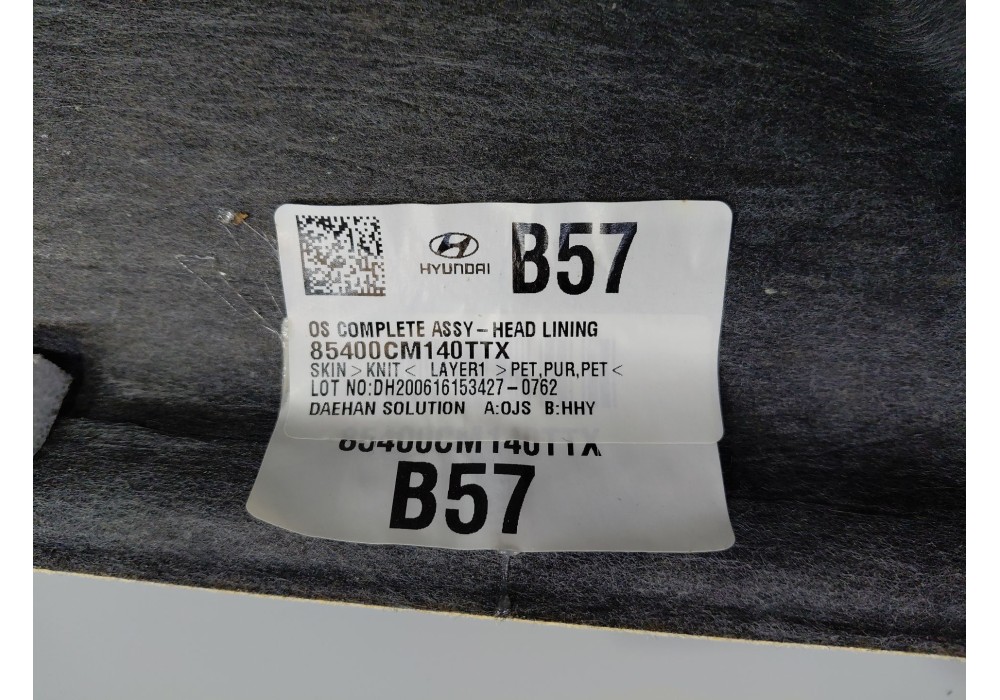 HYUNDAI
B57
OS COMPLETE ASSY-HEAD LINING
85400CM140TTX
SKIN > KNIT < LAYER1 > PET,PUR,PET <
LOT NO:DH200616153427-0762
DAEHAN SOLUTION A:OJS B:HHY
85400CM140TTX
B57